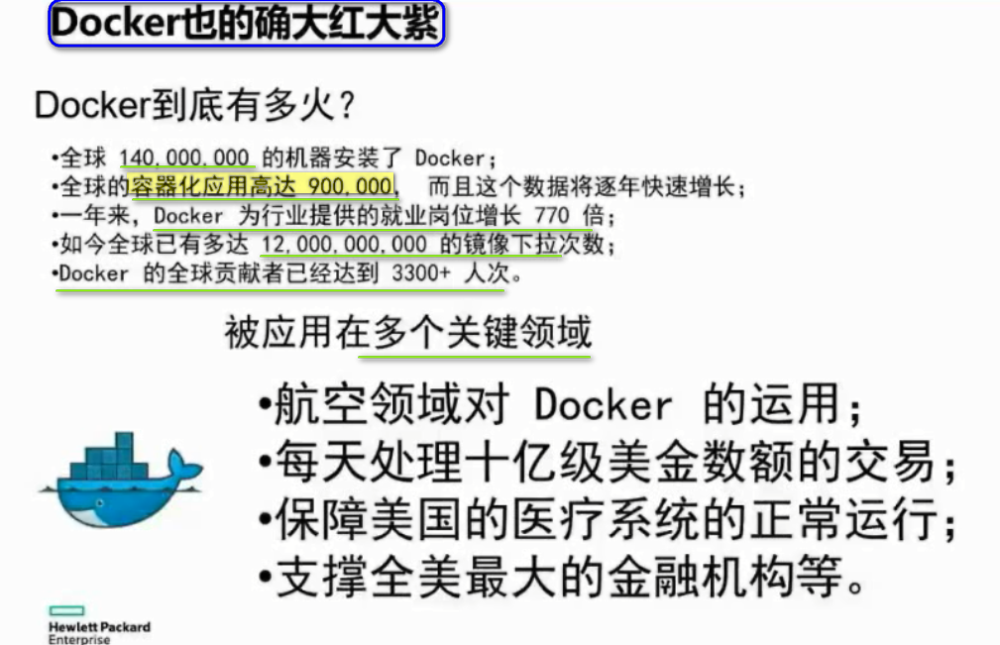 Docker也的确大红大紫
Docker到底有多火?
•全球 140,000,000 的机器安装了 Docker;
•全球的容器化应用高达 900,000, 而且这个数据将逐年快速增长;
•一年来, Docker 为行业提供的就业岗位增长 770 倍;
•如今全球已有多达 12,000,000,000 的镜像下拉次数;
•Docker 的全球贡献者已经达到 3300+ 人次。
被应用在多个关键领域
•航空领域对 Docker 的运用;
•每天处理十亿级美金数额的交易;
•保障美国的医疗系统的正常运行;
•支撑全美最大的金融机构等。
Hewlett Packard
Enterprise